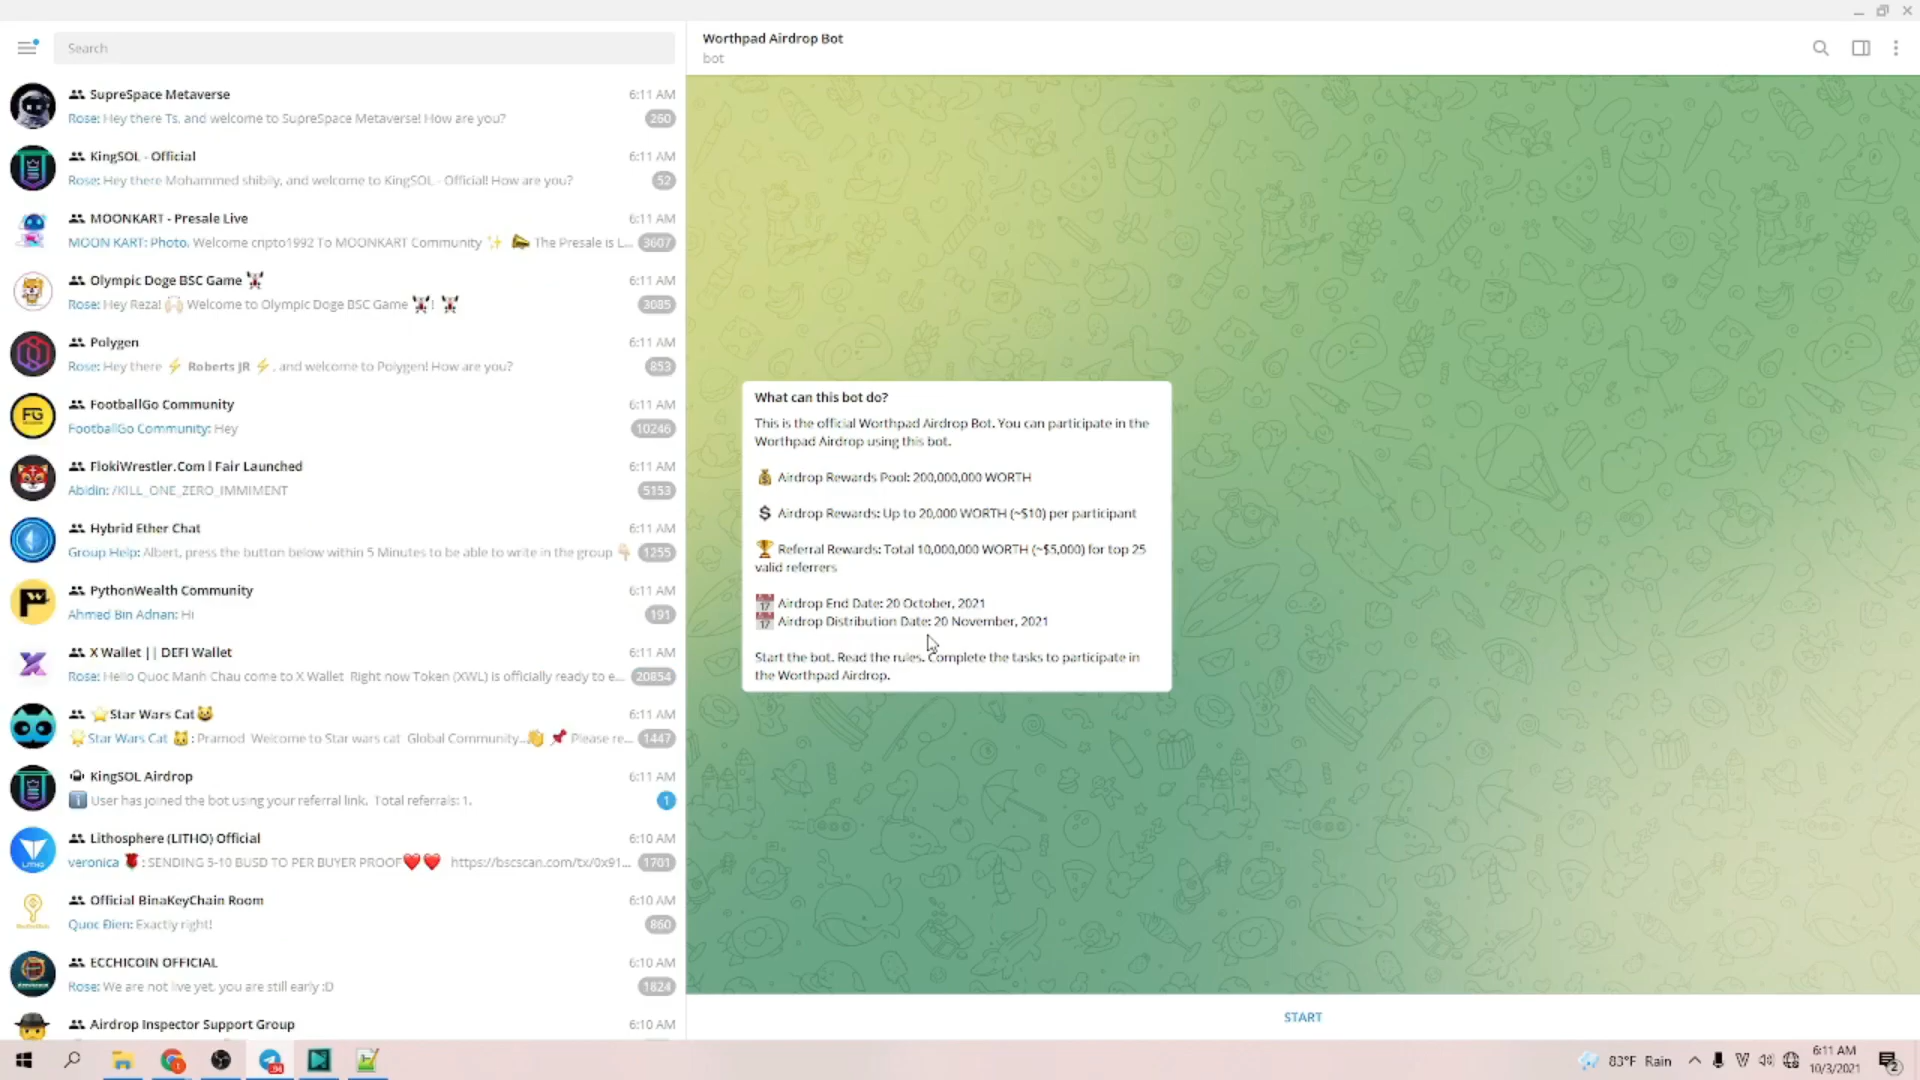 Search
SupreSpace Metaverse 6:11 AM
Rose: Hey there Ts, and welcome to SupreSpace Metaverse! How are you? 260
KingSOL - Official 6:11 AM
Rose: Hey there Mohammed shibily, and welcome to KingSOL - Official! How are you? 52
MOONKART - Presale Live 6:11 AM
MOON KART: Photo, Welcome cripto1992 To MOONKART Community ✨ 📣 The Presale is L... 3607
Olympic Doge BSC Game 6:11 AM
Rose: Hey Reza! Welcome to Olympic Doge BSC Game ! 3085
Polygen 6:11 AM
Rose: Hey there ⚡ Roberts JR ⚡, and welcome to Polygen! How are you? 853
FG
FootballGo Community 6:11 AM
FootballGo Community: Hey 10246
FlokiWrestler.Com l Fair Launched 6:11 AM
Abidin: /KILL_ONE_ZERO_IMMIMENT 5153
Hybrid Ether Chat 6:11 AM
Group Help: Albert, press the button below within 5 Minutes to be able to write in the group 👇🏻 1255
PythonWealth Community 6:11 AM
Ahmed Bin Adnan: Hi 191
X Wallet || DEFI Wallet 6:11 AM
Rose: Hello Quoc Manh Chau come to X Wallet Right now Token (XWL) is officially ready to e... 20854
⭐Star Wars Cat😺 6:11 AM
🌟Star Wars Cat 🐱: Pramod Welcome to Star wars cat Global Community...👏 📌 Please re... 1447
KingSOL Airdrop 6:11 AM
ℹ️ User has joined the bot using your referral link. Total referrals: 1. 1
Lithosphere (LITHO) Official 6:10 AM
LITHO
veronica 🌹: SENDING 5-10 BUSD TO PER BUYER PROOF❤️❤️ https://bscscan.com/tx/0x91... 1701
Official BinaKeyChain Room 6:10 AM
Quoc Đien: Exactly right! 860
ECCHICOIN OFFICIAL 6:10 AM
Rose: We are not live yet, you are still early :D 1824
Airdrop Inspector Support Group 6:10 AM
Worthpad Airdrop Bot
bot
What can this bot do?
This is the official Worthpad Airdrop Bot. You can participate in the
Worthpad Airdrop using this bot.
💰 Airdrop Rewards Pool: 200,000,000 WORTH
💲 Airdrop Rewards: Up to 20,000 WORTH (~$10) per participant
🏆 Referral Rewards: Total 10,000,000 WORTH (~$5,000) for top 25
valid referrers
📅 Airdrop End Date: 20 October, 2021
📅 Airdrop Distribution Date: 20 November, 2021
Start the bot. Read the rules. Complete the tasks to participate in
the Worthpad Airdrop.
START
83°F Rain
6:11 AM
10/3/2021
2